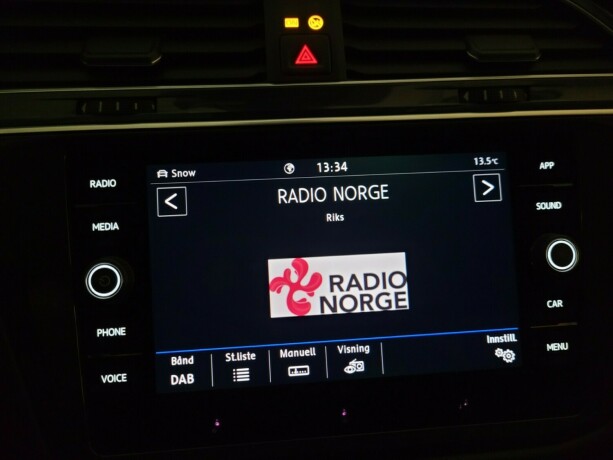 Snow
13:34
13.5°C
RADIO NORGE
Riks
RADIO
NORGE
Bånd
DAB
St.liste
Manuell
Visning
Innstill.
RADIO
MEDIA
PHONE
VOICE
APP
SOUND
CAR
MENU